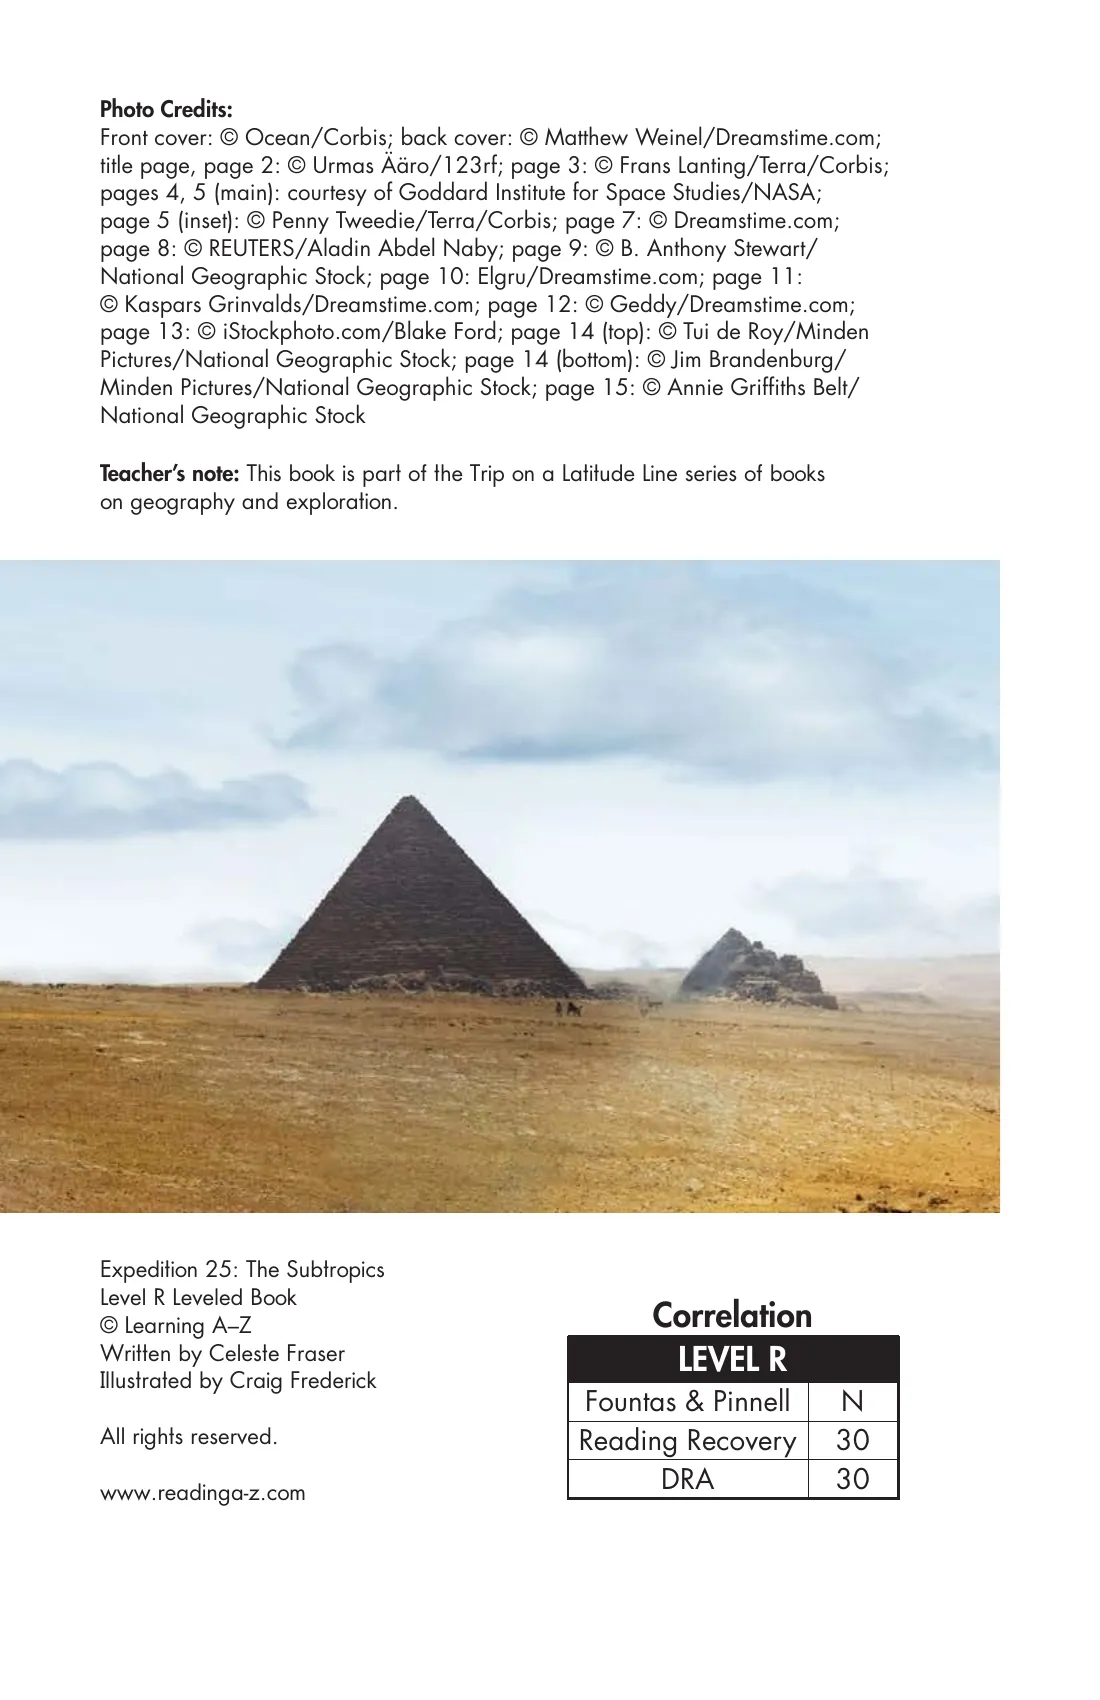 Photo Credits:
Front cover: © Ocean/Corbis; back cover: © Matthew Weinel/Dreamstime.com;
title page, page 2: © Urmas Ääro/123rf; page 3: © Frans Lanting/Terra/Corbis;
pages 4, 5 (main): courtesy of Goddard Institute for Space Studies/NASA;
page 5 (inset): © Penny Tweedie/Terra/Corbis; page 7: © Dreamstime.com;
page 8: © REUTERS/Aladin Abdel Naby; page 9: © B. Anthony Stewart/
National Geographic Stock; page 10: Elgru/Dreamstime.com; page 11:
© Kaspars Grinvalds/Dreamstime.com; page 12: © Geddy/Dreamstime.com;
page 13: © iStockphoto.com/Blake Ford; page 14 (top): © Tui de Roy/Minden
Pictures/National Geographic Stock; page 14 (bottom): © Jim Brandenburg/
Minden Pictures/National Geographic Stock; page 15: © Annie Griffiths Belt/
National Geographic Stock
Teacher's note: This book is part of the Trip on a Latitude Line series of books
on geography and exploration.
Expedition 25: The Subtropics
Level R Leveled Book
© Learning A–Z
Written by Celeste Fraser
Illustrated by Craig Frederick
All rights reserved.
www.readinga-z.com
Correlation
LEVEL R
Fountas & Pinnell N
Reading Recovery 30
DRA 30